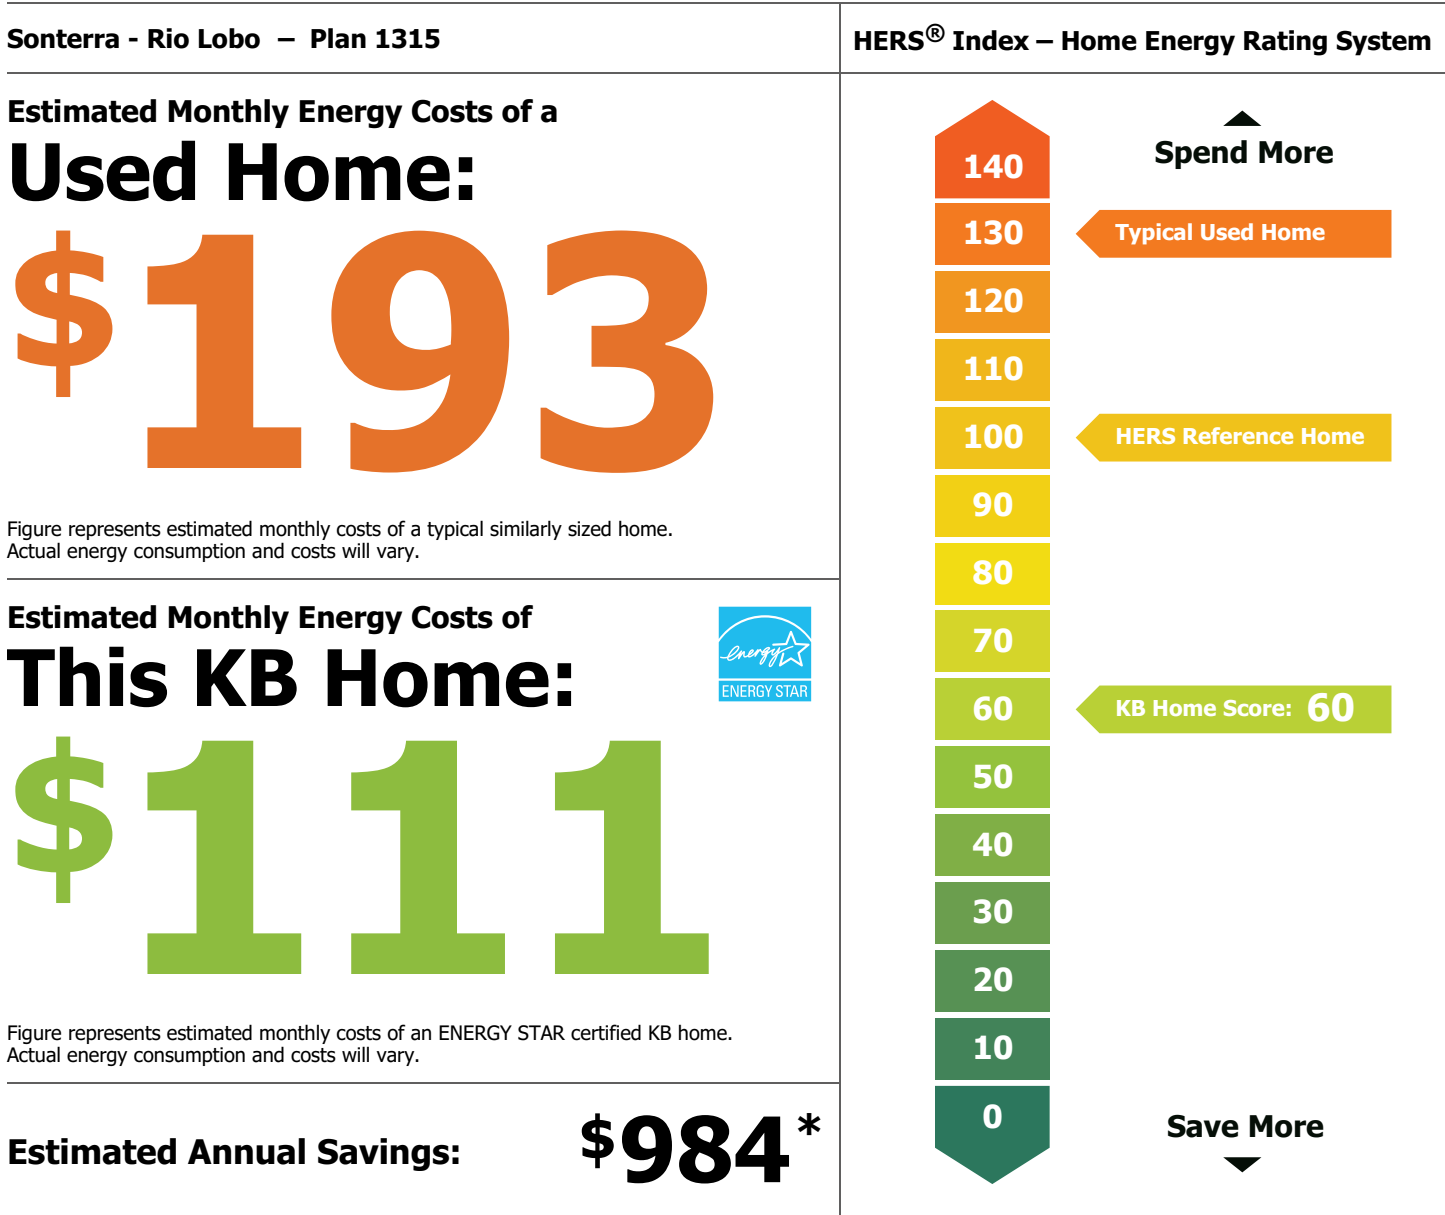 Sonterra - Rio Lobo – Plan 1315
Estimated Monthly Energy Costs of a
Used Home:
$193
Figure represents estimated monthly costs of a typical similarly sized home.
Actual energy consumption and costs will vary.
Estimated Monthly Energy Costs of
This KB Home:
energy
ENERGY STAR
$111
Figure represents estimated monthly costs of an ENERGY STAR certified KB home.
Actual energy consumption and costs will vary.
Estimated Annual Savings: $984*
HERS® Index – Home Energy Rating System
Spend More
140
130 Typical Used Home
120
110
100 HERS Reference Home
90
80
70
60 KB Home Score: 60
50
40
30
20
10
0
Save More